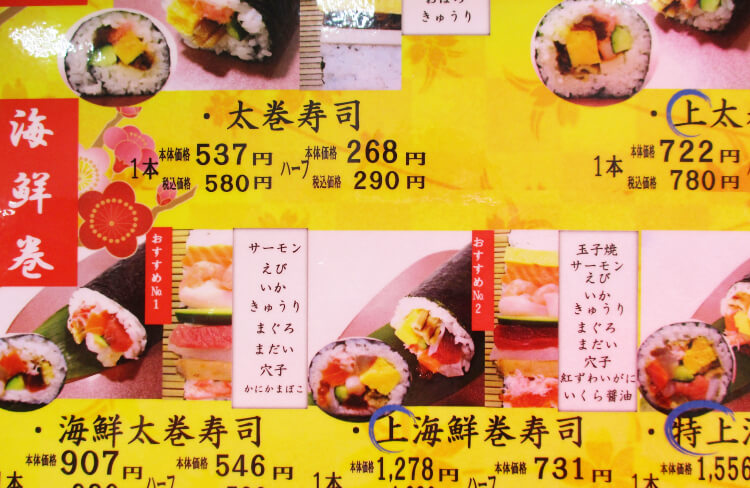 きゅうり
・太巻寿司
1本 本体価格 537円 ハーフ 本体価格 268円
税込価格 580円 税込価格 290円
・上太
1本 本体価格 722円
税込価格 780円
海鮮巻
おすすめNo.1
サーモン
えび
いか
きゅうり
まぐろ
まだい
穴子
かにかまぼこ
おすすめNo.2
玉子焼
サーモン
えび
いか
きゅうり
まぐろ
まだい
穴子
紅ずわいがに
いくら醤油
・海鮮太巻寿司
本体価格 907円 本体価格 546円
1本 ハーフ
・上海鮮巻寿司
本体価格 1,278円 本体価格 731円
1本 ハーフ
・特上海
本体価格 1,556
1本